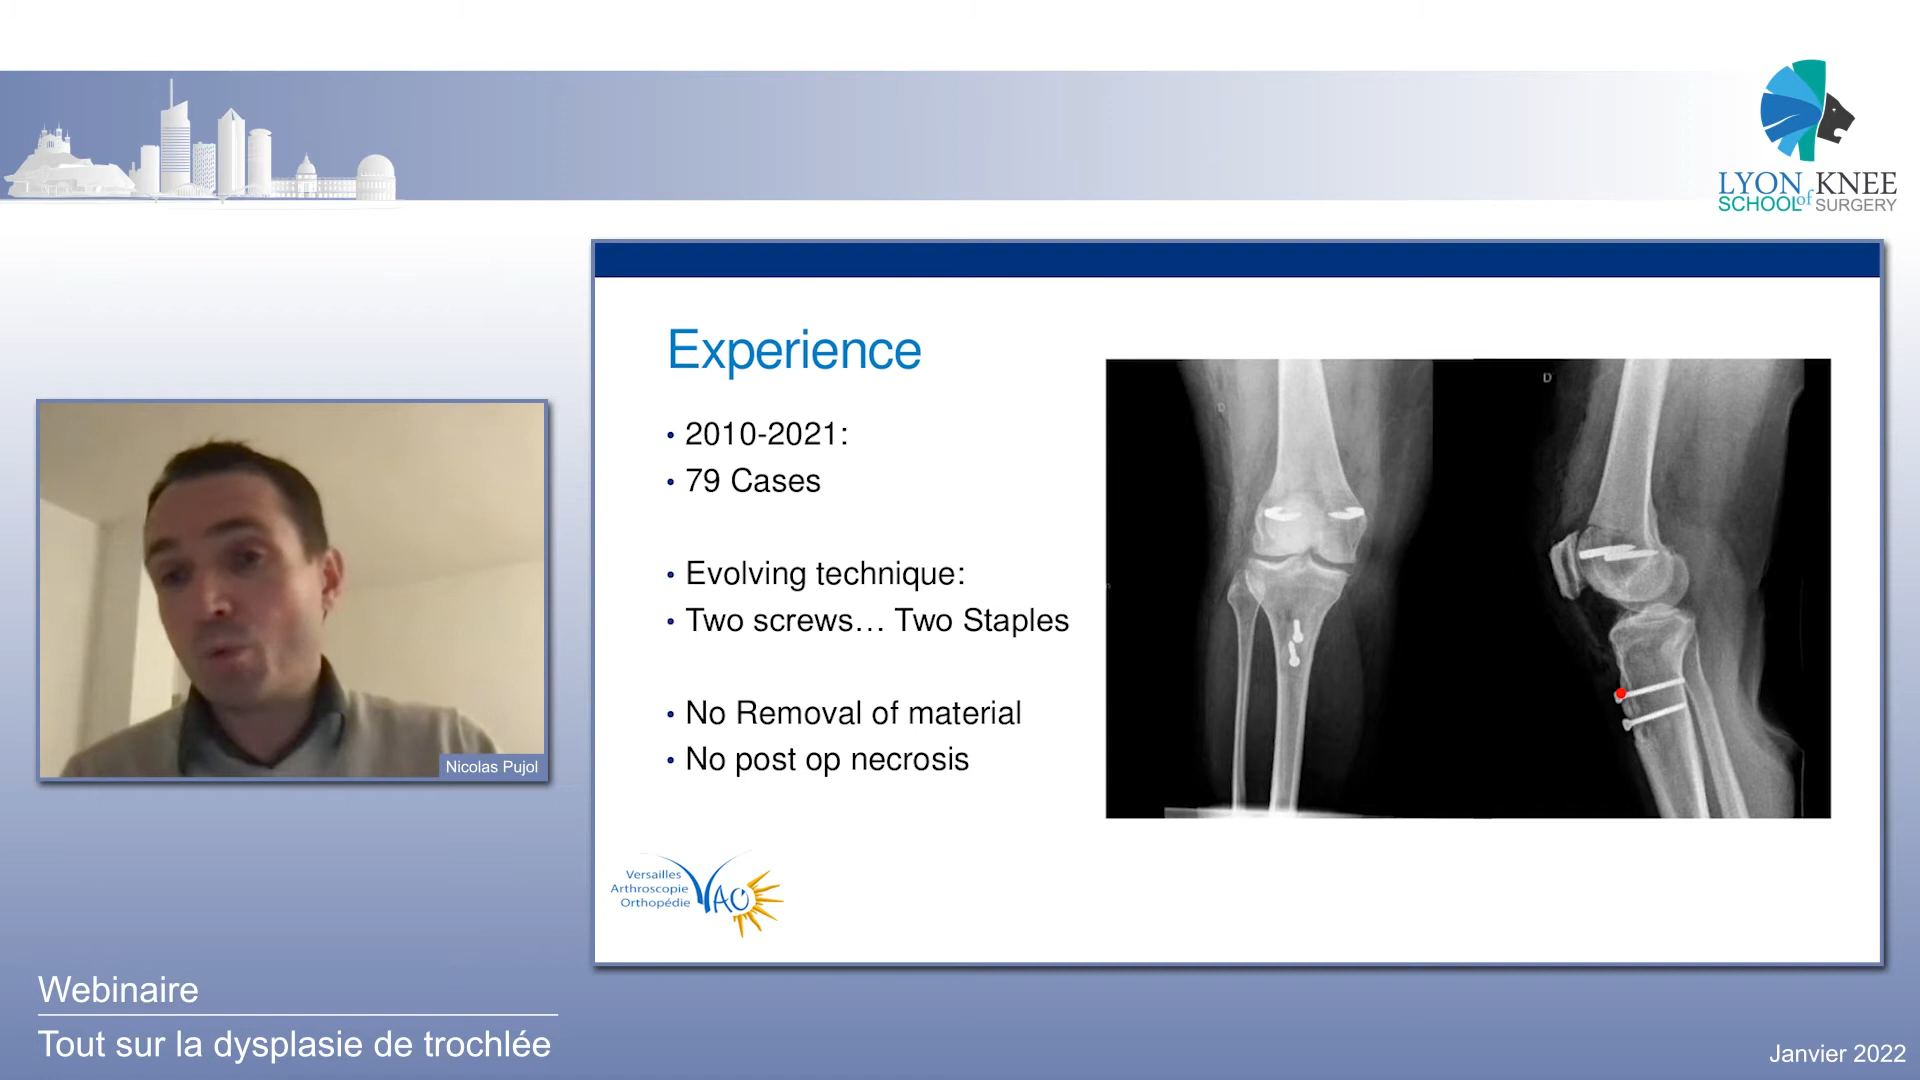 LYON KNEE
SCHOOL of SURGERY
Experience
• 2010-2021:
• 79 Cases
• Evolving technique:
• Two screws… Two Staples
• No Removal of material
• No post op necrosis
D
D
Nicolas Pujol
Versailles
Arthroscopie
Orthopédie
VAO
Webinaire
Tout sur la dysplasie de trochlée
Janvier 2022